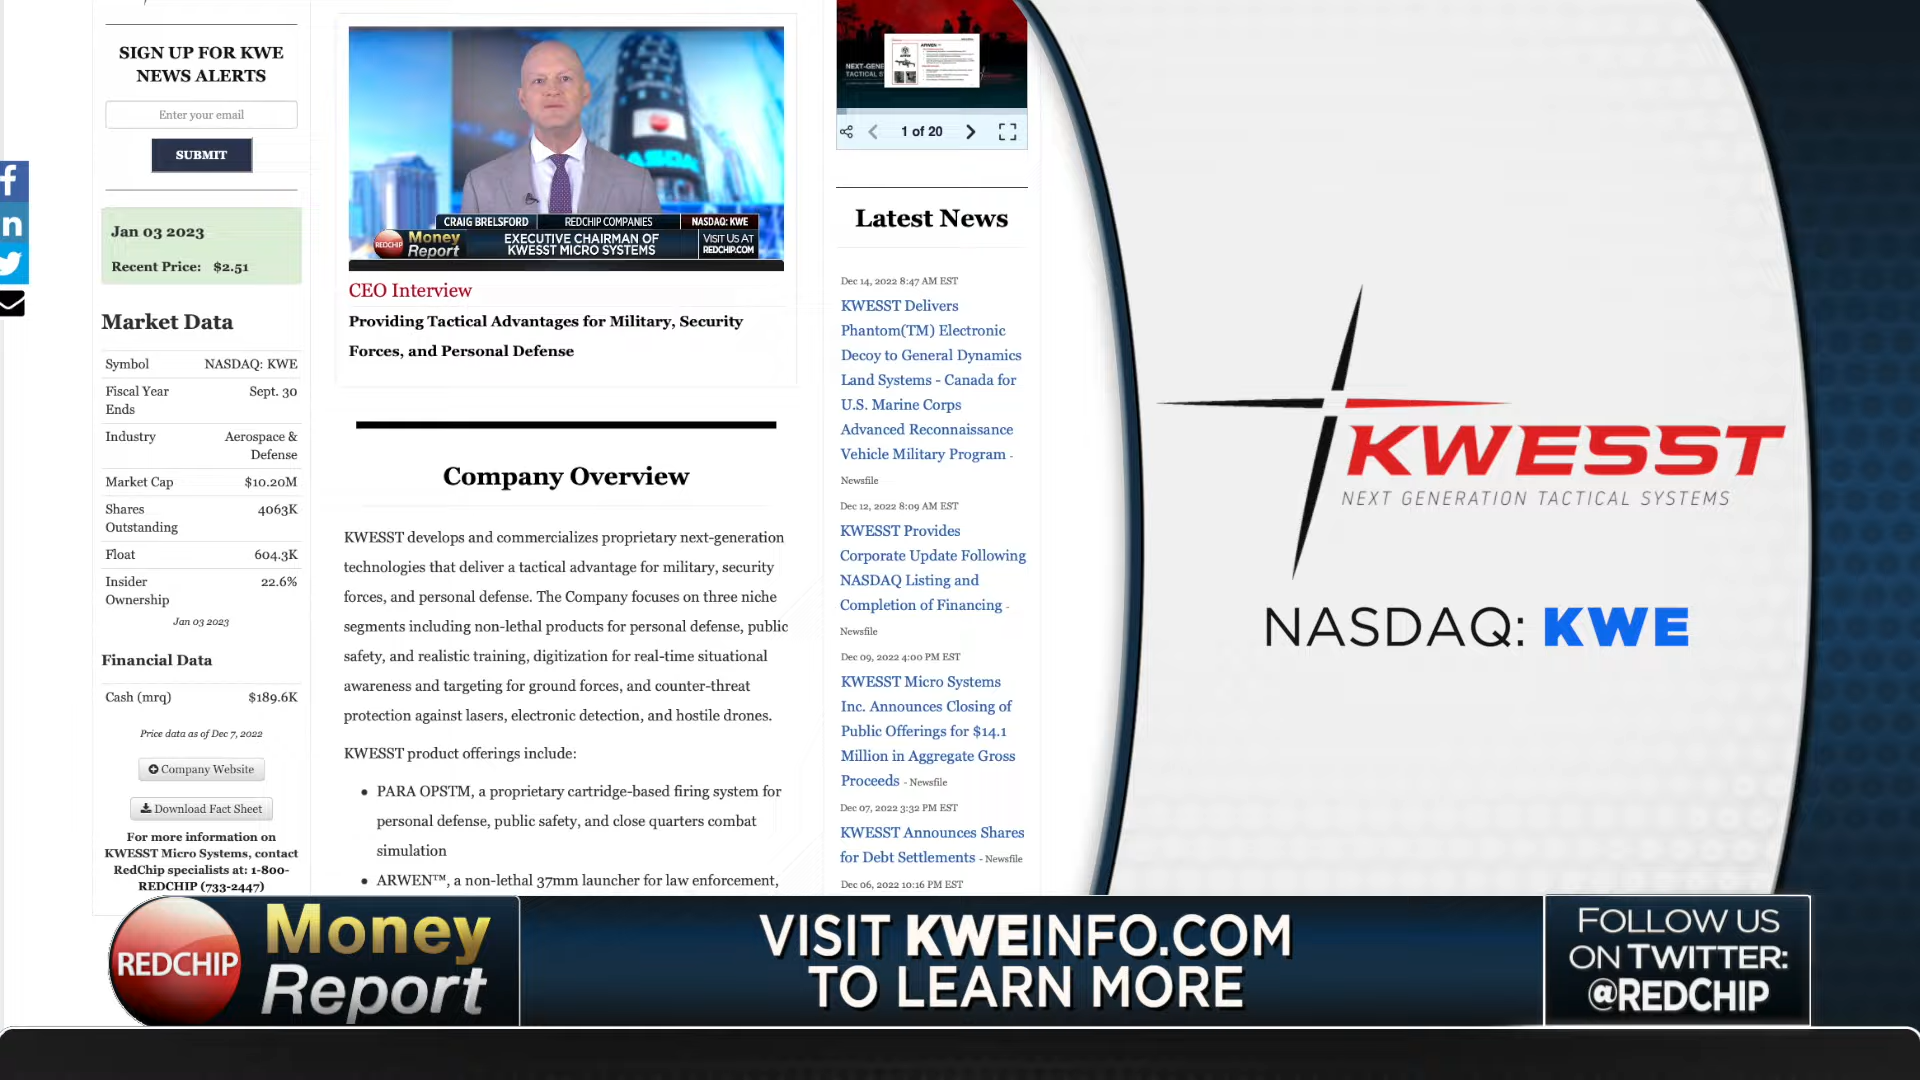 SIGN UP FOR KWE
NEWS ALERTS
Enter your email
SUBMIT
Jan 03 2023
Recent Price: $2.51
Market Data
Symbol NASDAQ: KWE
Fiscal Year Ends Sept. 30
Industry Aerospace & Defense
Market Cap $10.20M
Shares Outstanding 4063K
Float 604.3K
Insider Ownership 22.6%
Jan 03 2023
Financial Data
Cash (mrq) $189.6K
Price data as of Dec 7, 2022
Company Website
Download Fact Sheet
For more information on
KWESST Micro Systems, contact
RedChip specialists at: 1-800-
REDCHIP (733-2447)
CRAIG BRELSFORD REDCHIP COMPANIES NASDAQ: KWE
REDCHIP Money Report
EXECUTIVE CHAIRMAN OF
KWESST MICRO SYSTEMS
VISIT US AT
REDCHIP.COM
NASDAQ
CEO Interview
Providing Tactical Advantages for Military, Security
Forces, and Personal Defense
Company Overview
KWESST develops and commercializes proprietary next-generation
technologies that deliver a tactical advantage for military, security
forces, and personal defense. The Company focuses on three niche
segments including non-lethal products for personal defense, public
safety, and realistic training, digitization for real-time situational
awareness and targeting for ground forces, and counter-threat
protection against lasers, electronic detection, and hostile drones.
KWESST product offerings include:
• PARA OPSTM, a proprietary cartridge-based firing system for
personal defense, public safety, and close quarters combat
simulation
• ARWEN™, a non-lethal 37mm launcher for law enforcement,
NEXT-GENE
TACTICAL S
1 of 20
Latest News
Dec 14, 2022 8:47 AM EST
KWESST Delivers
Phantom(TM) Electronic
Decoy to General Dynamics
Land Systems - Canada for
U.S. Marine Corps
Advanced Reconnaissance
Vehicle Military Program -
Newsfile
Dec 12, 2022 8:09 AM EST
KWESST Provides
Corporate Update Following
NASDAQ Listing and
Completion of Financing -
Newsfile
Dec 09, 2022 4:00 PM EST
KWESST Micro Systems
Inc. Announces Closing of
Public Offerings for $14.1
Million in Aggregate Gross
Proceeds - Newsfile
Dec 07, 2022 3:32 PM EST
KWESST Announces Shares
for Debt Settlements - Newsfile
Dec 06, 2022 10:16 PM EST
KWESST
NEXT GENERATION TACTICAL SYSTEMS
NASDAQ: KWE
REDCHIP
Money
Report
VISIT KWEINFO.COM
TO LEARN MORE
FOLLOW US
ON TWITTER:
@REDCHIP